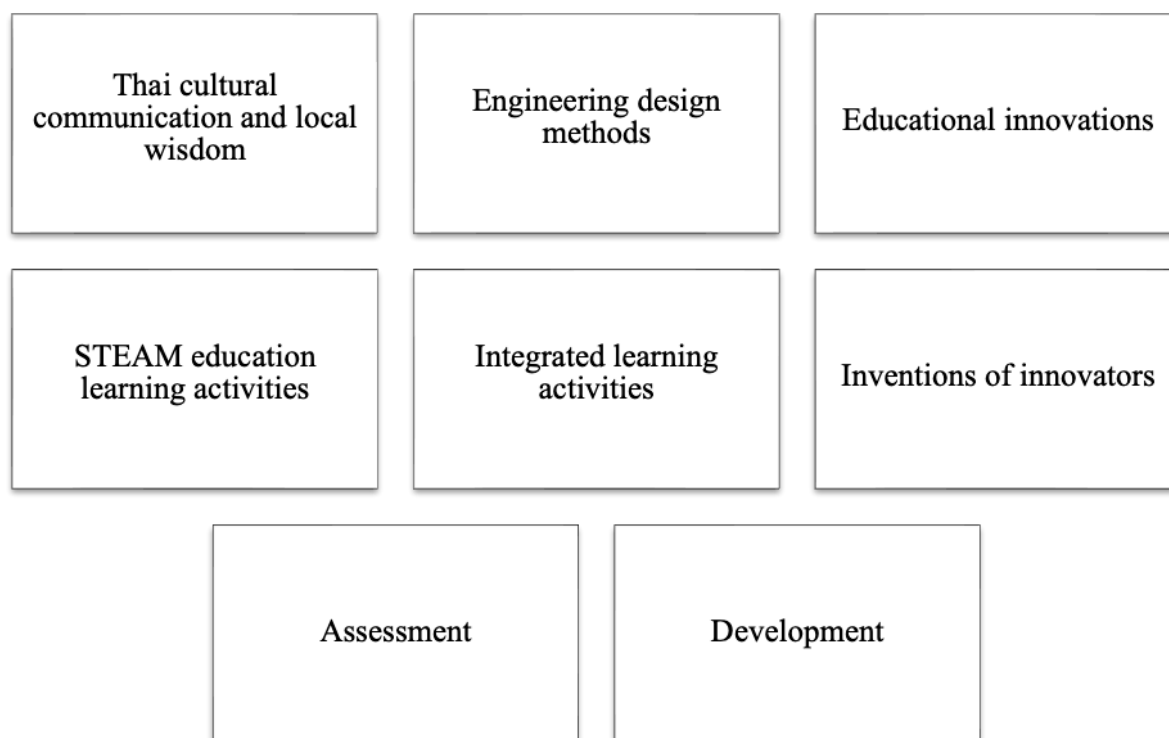 Thai cultural
communication and local
wisdom
Engineering design
methods
Educational innovations
STEAM education
learning activities
Integrated learning
activities
Inventions of innovators
Assessment
Development